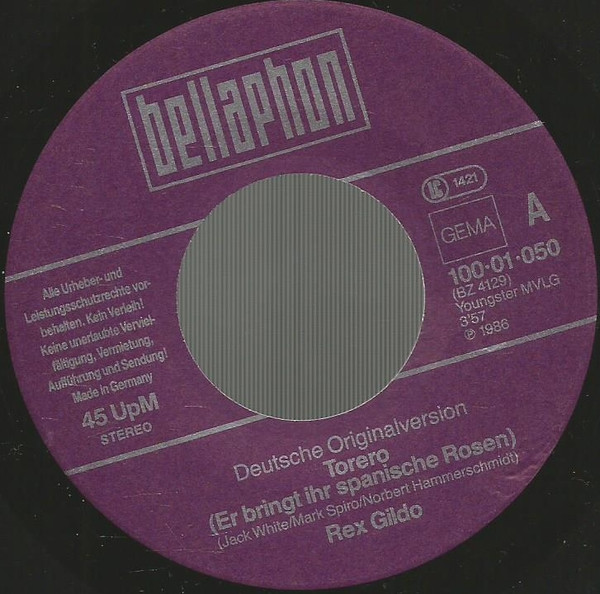 bellaphon
LC 1421
GEMA
A
100·01·050
(BZ 4129)
Youngster MVLG
3'57
℗ 1986
Alle Urheber- und
Leistungsschutzrechte vor-
behalten. Kein Verleih!
Keine unerlaubte Verviel-
fältigung, Vermietung,
Aufführung und Sendung!
Made in Germany
45 UpM
STEREO
Deutsche Originalversion
Torero
(Er bringt ihr spanische Rosen)
(Jack White/Mark Spiro/Norbert Hammerschmidt)
Rex Gildo